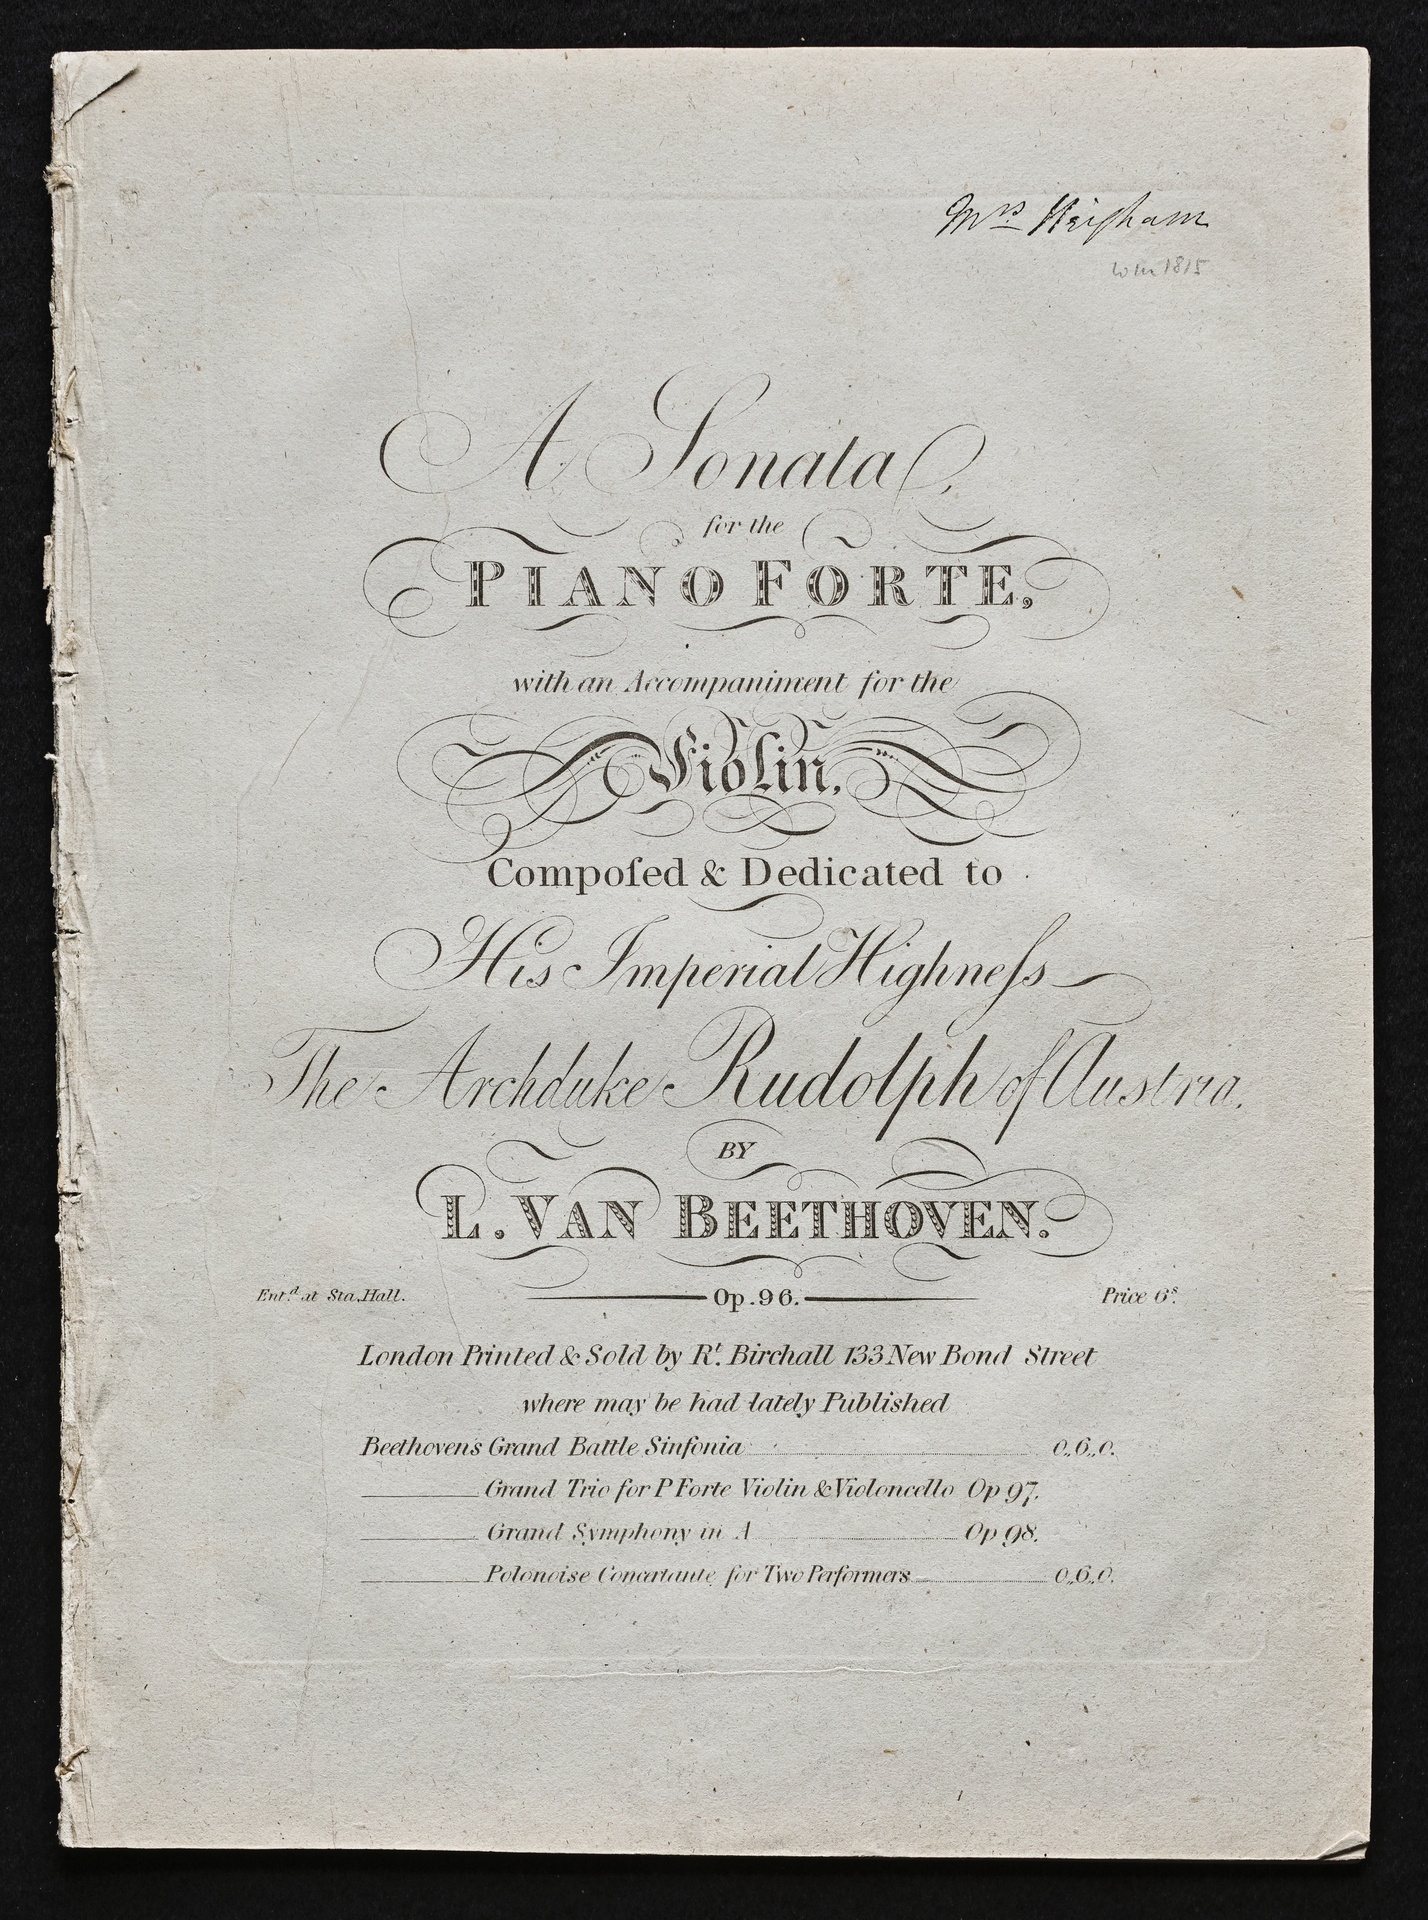 Mrs Heigham
1815
A Sonata,
for the
PIANO FORTE,
with an Accompaniment for the
Violin,
Compoſed & Dedicated to
His Imperial Highneſs
The Archduke Rudolph of Austria.
BY
L. VAN BEETHOVEN.
Ent.d at Sta. Hall. Op. 96. Price 6s.
London Printed & Sold by Rt. Birchall 133 New Bond Street
where may be had lately Published
Beethovens Grand Battle Sinfonia 0,,6,,0.
Grand Trio for P Forte Violin & Violoncello Op 97.
Grand Symphony in A Op 98.
Polonoise Concertante for Two Performers 0,,6,,0.